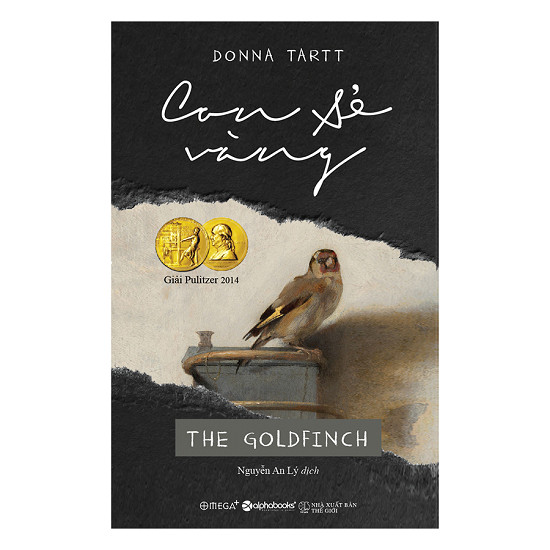 DONNA TARTT
Con sẻ
vàng
Giải Pulitzer 2014
THE GOLDFINCH
Nguyễn An Lý dịch
OMEGA+ alphabooks NHÀ XUẤT BẢN
THẾ GIỚI